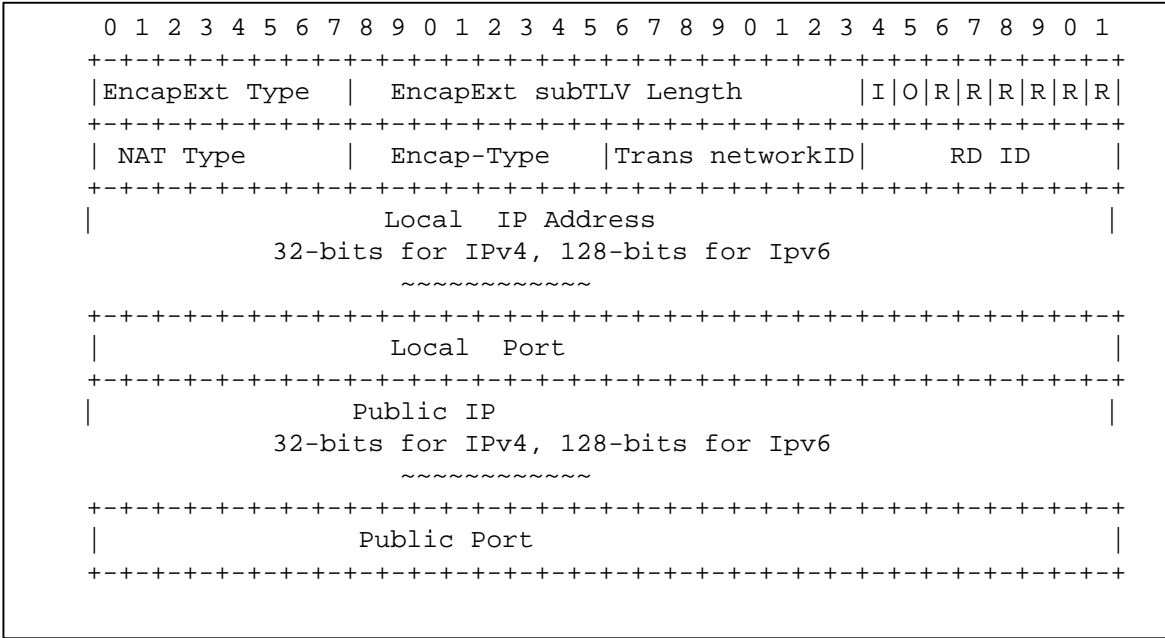 0 1 2 3 4 5 6 7 8 9 0 1 2 3 4 5 6 7 8 9 0 1 2 3 4 5 6 7 8 9 0 1
+-+-+-+-+-+-+-+-+-+-+-+-+-+-+-+-+-+-+-+-+-+-+-+-+-+-+-+-+-+-+-+-+
|EncapExt Type | EncapExt subTLV Length |I|O|R|R|R|R|R|R|
+-+-+-+-+-+-+-+-+-+-+-+-+-+-+-+-+-+-+-+-+-+-+-+-+-+-+-+-+-+-+-+-+
| NAT Type | Encap-Type |Trans networkID| RD ID |
+-+-+-+-+-+-+-+-+-+-+-+-+-+-+-+-+-+-+-+-+-+-+-+-+-+-+-+-+-+-+-+-+
| Local IP Address |
32-bits for IPv4, 128-bits for Ipv6
~~~~~~~~~~~~
+-+-+-+-+-+-+-+-+-+-+-+-+-+-+-+-+-+-+-+-+-+-+-+-+-+-+-+-+-+-+-+-+
| Local Port |
+-+-+-+-+-+-+-+-+-+-+-+-+-+-+-+-+-+-+-+-+-+-+-+-+-+-+-+-+-+-+-+-+
| Public IP |
32-bits for IPv4, 128-bits for Ipv6
~~~~~~~~~~~~
+-+-+-+-+-+-+-+-+-+-+-+-+-+-+-+-+-+-+-+-+-+-+-+-+-+-+-+-+-+-+-+-+
| Public Port |
+-+-+-+-+-+-+-+-+-+-+-+-+-+-+-+-+-+-+-+-+-+-+-+-+-+-+-+-+-+-+-+-+